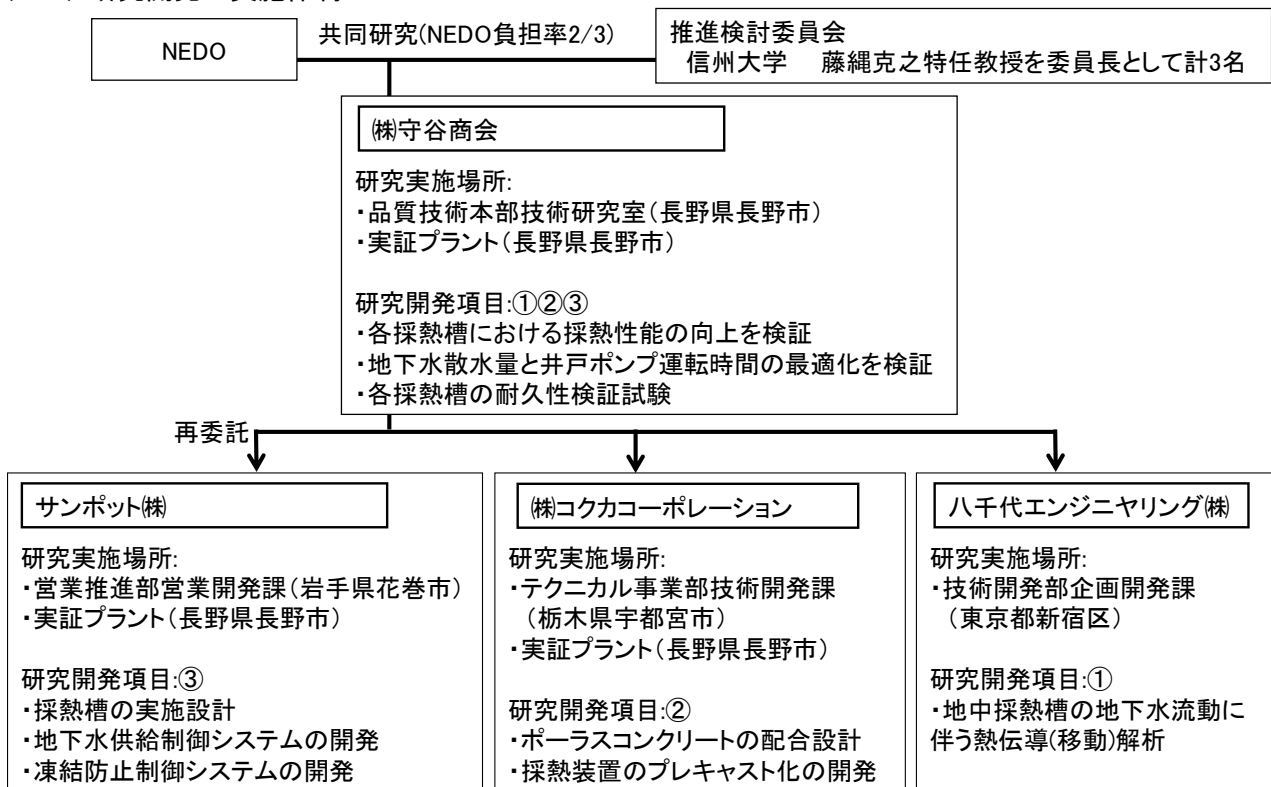 NEDO
共同研究(NEDO負担率2/3)
推進検討委員会
信州大学　藤縄克之特任教授を委員長として計3名
㈱守谷商会
研究実施場所:
・品質技術本部技術研究室(長野県長野市)
・実証プラント(長野県長野市)
研究開発項目:①②③
・各採熱槽における採熱性能の向上を検証
・地下水散水量と井戸ポンプ運転時間の最適化を検証
・各採熱槽の耐久性検証試験
再委託
サンポット㈱
研究実施場所:
・営業推進部営業開発課(岩手県花巻市)
・実証プラント(長野県長野市)
研究開発項目:③
・採熱槽の実施設計
・地下水供給制御システムの開発
・凍結防止制御システムの開発
㈱コクカコーポレーション
研究実施場所:
・テクニカル事業部技術開発課
(栃木県宇都宮市)
・実証プラント(長野県長野市)
研究開発項目:②
・ポーラスコンクリートの配合設計
・採熱装置のプレキャスト化の開発
八千代エンジニヤリング㈱
研究実施場所:
・技術開発部企画開発課
(東京都新宿区)
研究開発項目:①
・地中採熱槽の地下水流動に
伴う熱伝導(移動)解析